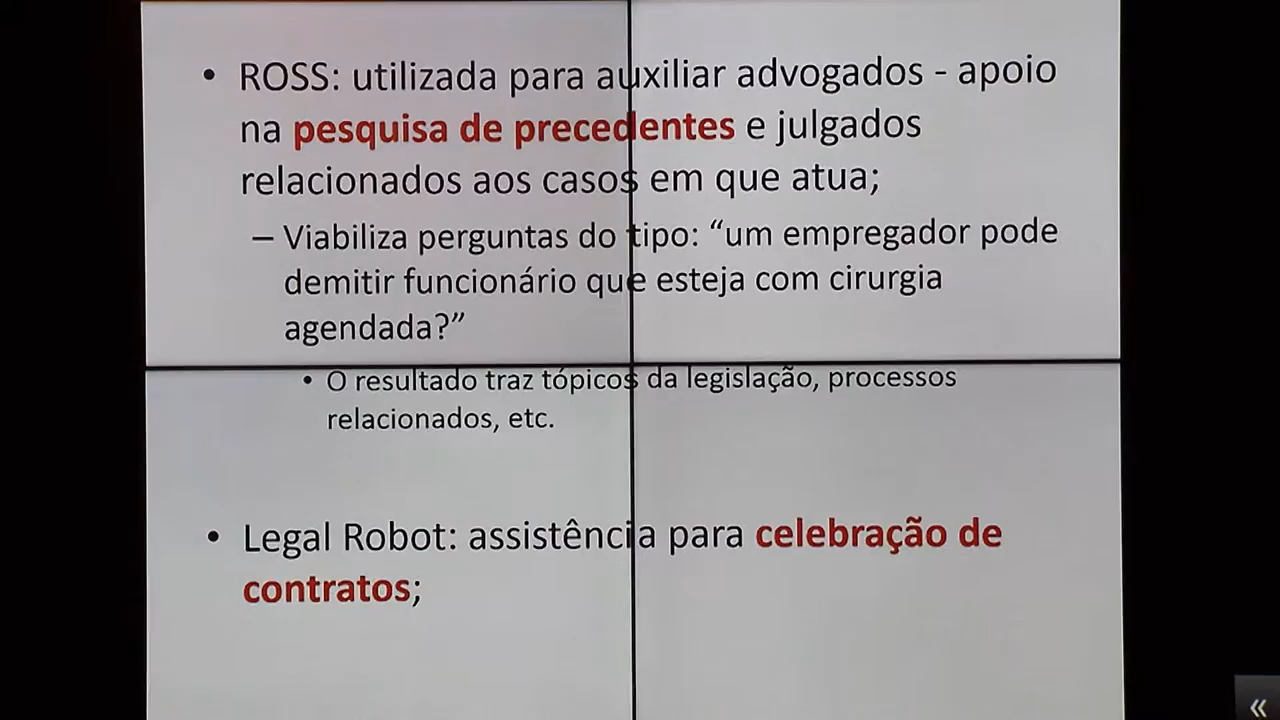 • ROSS: utilizada para auxiliar advogados - apoio
na pesquisa de precedentes e julgados
relacionados aos casos em que atua;
– Viabiliza perguntas do tipo: “um empregador pode
demitir funcionário que esteja com cirurgia
agendada?”
• O resultado traz tópicos da legislação, processos
relacionados, etc.
• Legal Robot: assistência para celebração de
contratos;